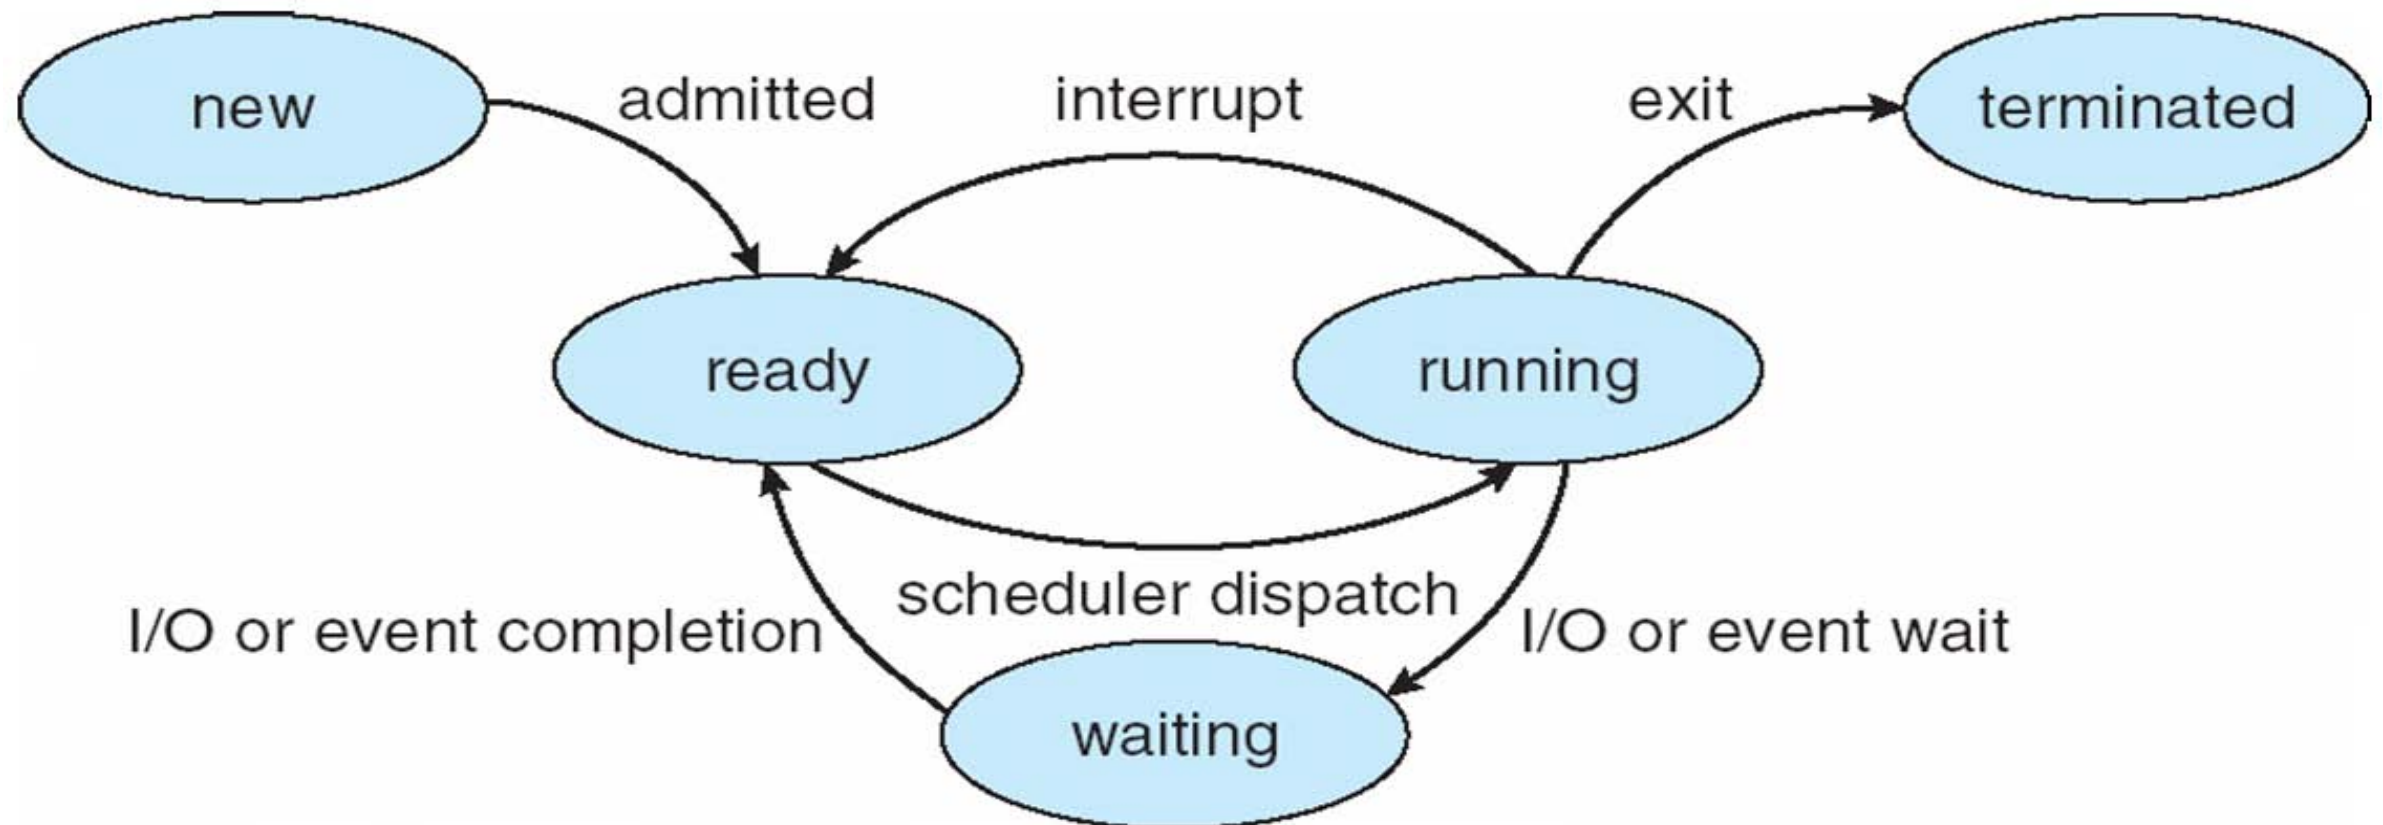 new
admitted
interrupt
exit
terminated
ready
running
scheduler dispatch
I/O or event completion
I/O or event wait
waiting